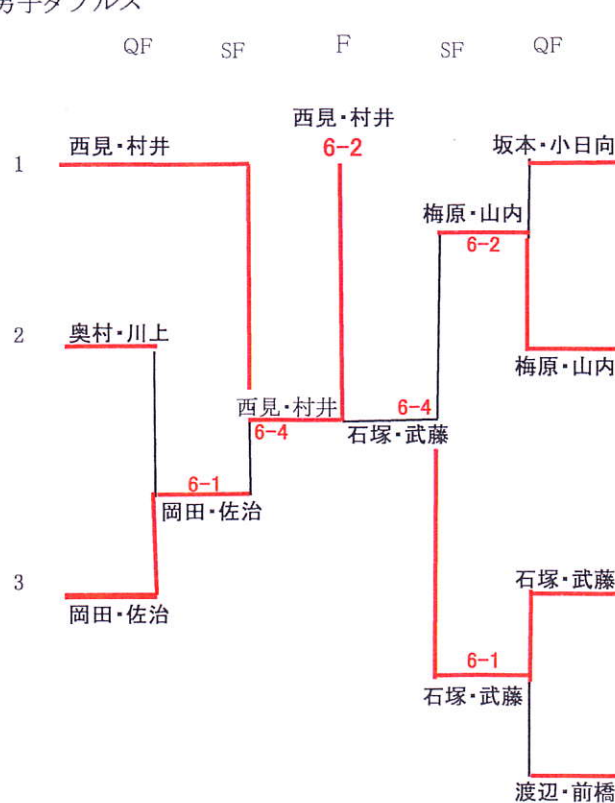 男子ダブルス
QF SF F SF QF
西見・村井
6-2
1 西見・村井
坂本・小日向
梅原・山内
6-2
2 奥村・川上
梅原・山内
西見・村井
6-4
6-4
石塚・武藤
6-1
岡田・佐治
3
岡田・佐治
石塚・武藤
6-1
石塚・武藤
渡辺・前橋